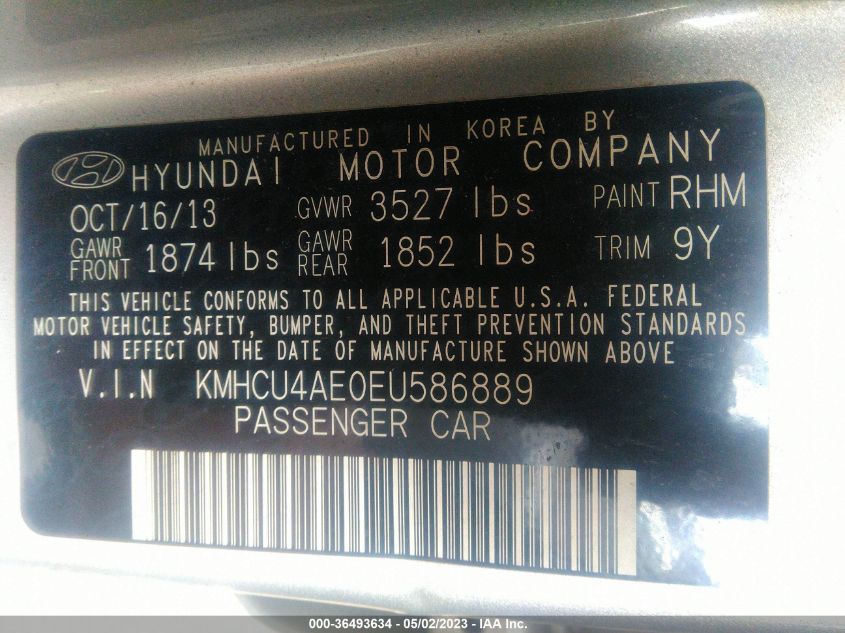 MANUFACTURED IN KOREA BY
HYUNDAI MOTOR COMPANY
OCT/16/13 GVWR 3527 lbs PAINT RHM
GAWR FRONT 1874 lbs GAWR REAR 1852 lbs TRIM 9Y
THIS VEHICLE CONFORMS TO ALL APPLICABLE U.S.A. FEDERAL
MOTOR VEHICLE SAFETY, BUMPER, AND THEFT PREVENTION STANDARDS
IN EFFECT ON THE DATE OF MANUFACTURE SHOWN ABOVE
V.I.N KMHCU4AE0EU586889
PASSENGER CAR
000-36493634 - 05/02/2023 - IAA Inc.